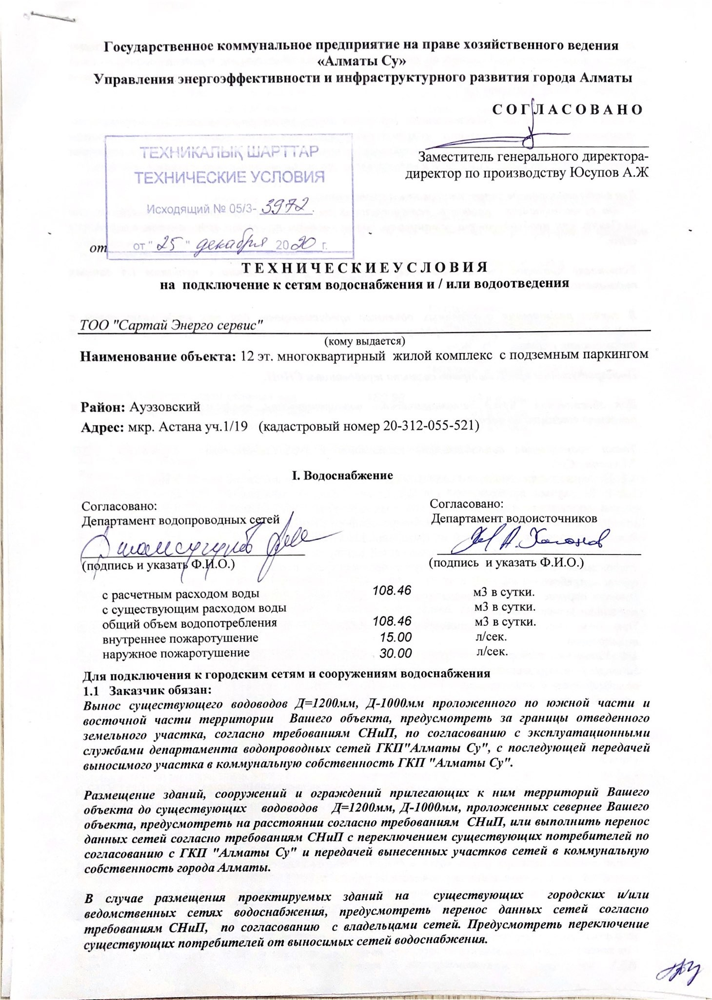 Государственное коммунальное предприятие на праве хозяйственного ведения
«Алматы Су»
Управления энергоэффективности и инфраструктурного развития города Алматы
С О Г Л А С О В А Н О
Заместитель генерального директора-
директор по производству Юсупов А.Ж
ТЕХНИКАЛЫҚ ШАРТТАР
ТЕХНИЧЕСКИЕ УСЛОВИЯ
Исходящий № 05/3- 3972.
от от " 25 " декабря 2020 г.
Т Е Х Н И Ч Е С К И Е У С Л О В И Я
на подключение к сетям водоснабжения и / или водоотведения
ТОО "Сартай Энерго сервис"
(кому выдается)
Наименование объекта: 12 эт. многоквартирный жилой комплекс с подземным паркингом
Район: Ауэзовский
Адрес: мкр. Астана уч.1/19 (кадастровый номер 20-312-055-521)
I. Водоснабжение
Согласовано: Согласовано:
Департамент водопроводных сетей Департамент водоисточников
(подпись и указать Ф.И.О.) (подпись и указать Ф.И.О.)
с расчетным расходом воды 108.46 м3 в сутки.
с существующим расходом воды м3 в сутки.
общий объем водопотребления 108.46 м3 в сутки.
внутреннее пожаротушение 15.00 л/сек.
наружное пожаротушение 30.00 л/сек.
Для подключения к городским сетям и сооружениям водоснабжения
1.1 Заказчик обязан:
Вынос существующего водоводов Д=1200мм, Д-1000мм проложенного по южной части и
восточной части территории Вашего объекта, предусмотреть за границы отведенного
земельного участка, согласно требованиям СНиП, по согласованию с эксплуатационными
службами департамента водопроводных сетей ГКП"Алматы Су", с последующей передачей
выносимого участка в коммунальную собственность ГКП "Алматы Су".
Размещение зданий, сооружений и ограждений прилегающих к ним территорий Вашего
объекта до существующих водоводов Д=1200мм, Д-1000мм, проложенных севернее Вашего
объекта, предусмотреть на расстоянии согласно требованиям СНиП, или выполнить перенос
данных сетей согласно требованиям СНиП с переключением существующих потребителей по
согласованию с ГКП "Алматы Су" и передачей вынесенных участков сетей в коммунальную
собственность города Алматы.
В случае размещения проектируемых зданий на существующих городских и/или
ведомственных сетях водоснабжения, предусмотреть перенос данных сетей согласно
требованиям СНиП, по согласованию с владельцами сетей. Предусмотреть переключение
существующих потребителей от выносимых сетей водоснабжения.